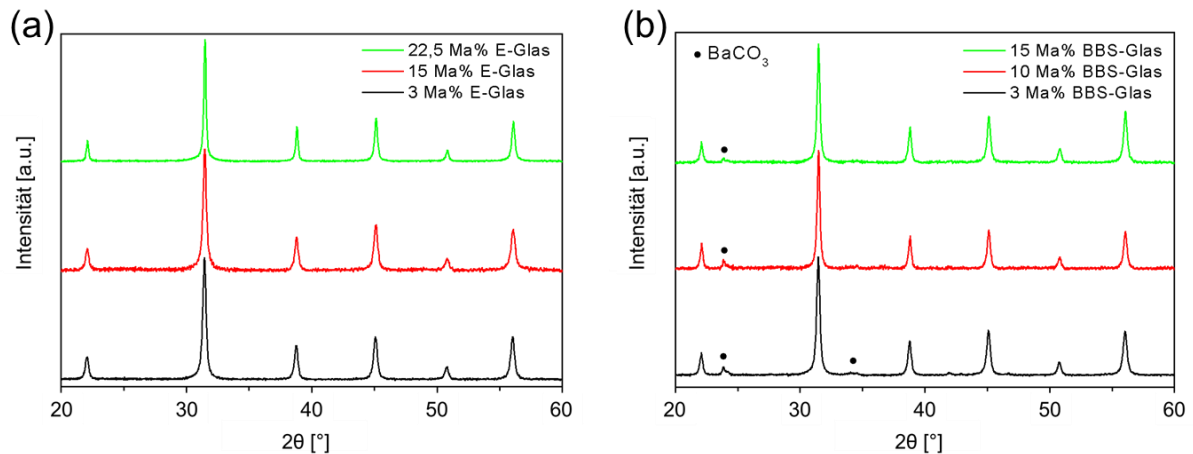 (a)
22,5 Ma% E-Glas
15 Ma% E-Glas
3 Ma% E-Glas
Intensität [a.u.]
20 30 40 50 60
2θ [°]
(b)
• BaCO₃
15 Ma% BBS-Glas
10 Ma% BBS-Glas
3 Ma% BBS-Glas
Intensität [a.u.]
20 30 40 50 60
2θ [°]